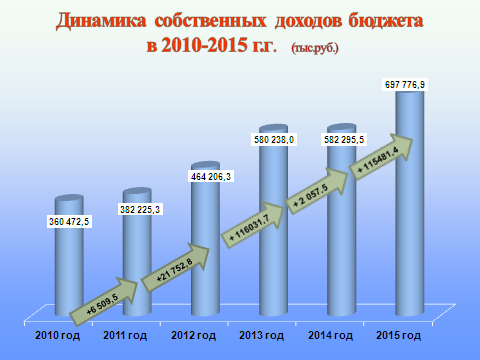 Динамика собственных доходов бюджета
в 2010-2015 г.г. (тыс.руб.)
697 776,9
580 238,0
582 295,5
464 206,3
382 225,3
360 472,5
+ 115481,4
+ 2 057,5
+ 116031,7
+21 752,8
+6 509,5
2010 год 2011 год 2012 год 2013 год 2014 год 2015 год